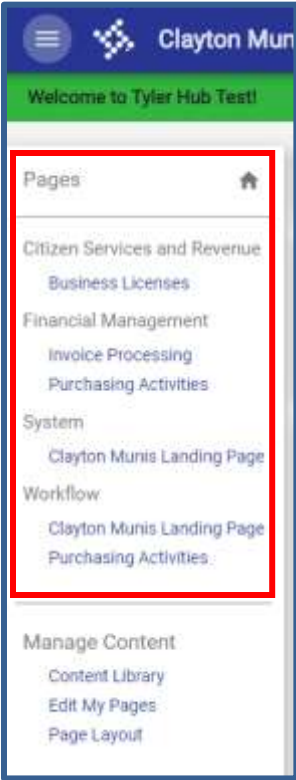 Clayton Mun
Welcome to Tyler Hub Test!
Pages
Citizen Services and Revenue
Business Licenses
Financial Management
Invoice Processing
Purchasing Activities
System
Clayton Munis Landing Page
Workflow
Clayton Munis Landing Page
Purchasing Activities
Manage Content
Content Library
Edit My Pages
Page Layout